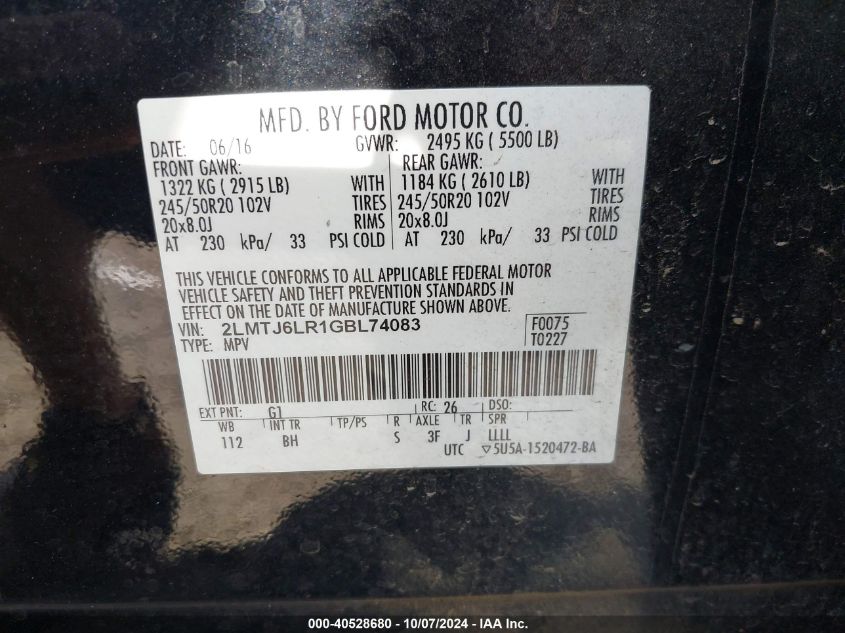 MFD. BY FORD MOTOR CO.
DATE: 06/16 GVWR: 2495 KG ( 5500 LB)
FRONT GAWR: REAR GAWR:
1322 KG ( 2915 LB) WITH 1184 KG ( 2610 LB) WITH
245/50R20 102V TIRES 245/50R20 102V TIRES
20x8.0J RIMS 20x8.0J RIMS
AT 230 kPa/ 33 PSI COLD AT 230 kPa/ 33 PSI COLD
THIS VEHICLE CONFORMS TO ALL APPLICABLE FEDERAL MOTOR
VEHICLE SAFETY AND THEFT PREVENTION STANDARDS IN
EFFECT ON THE DATE OF MANUFACTURE SHOWN ABOVE.
VIN: 2LMTJ6LR1GBL74083 F0075
TYPE: MPV T0227
EXT PNT: G1 RC: 26 DSO:
WB INT TR TP/PS R AXLE TR SPR
112 BH S 3F J LLLL
UTC ▽5U5A-1520472-BA
000-40528680 - 10/07/2024 - IAA Inc.